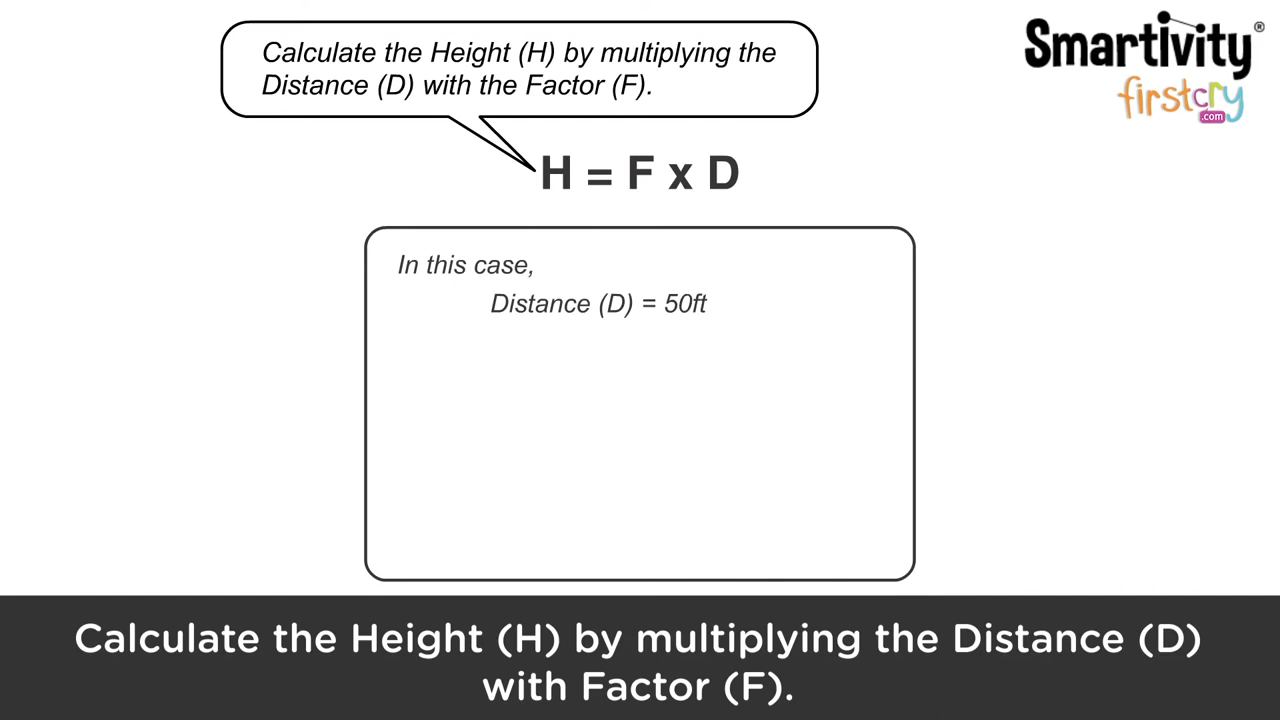 Calculate the Height (H) by multiplying the
Distance (D) with the Factor (F).
Smartivity®
firstcry
.com
H = F x D
In this case,
Distance (D) = 50ft
Calculate the Height (H) by multiplying the Distance (D)
with Factor (F).